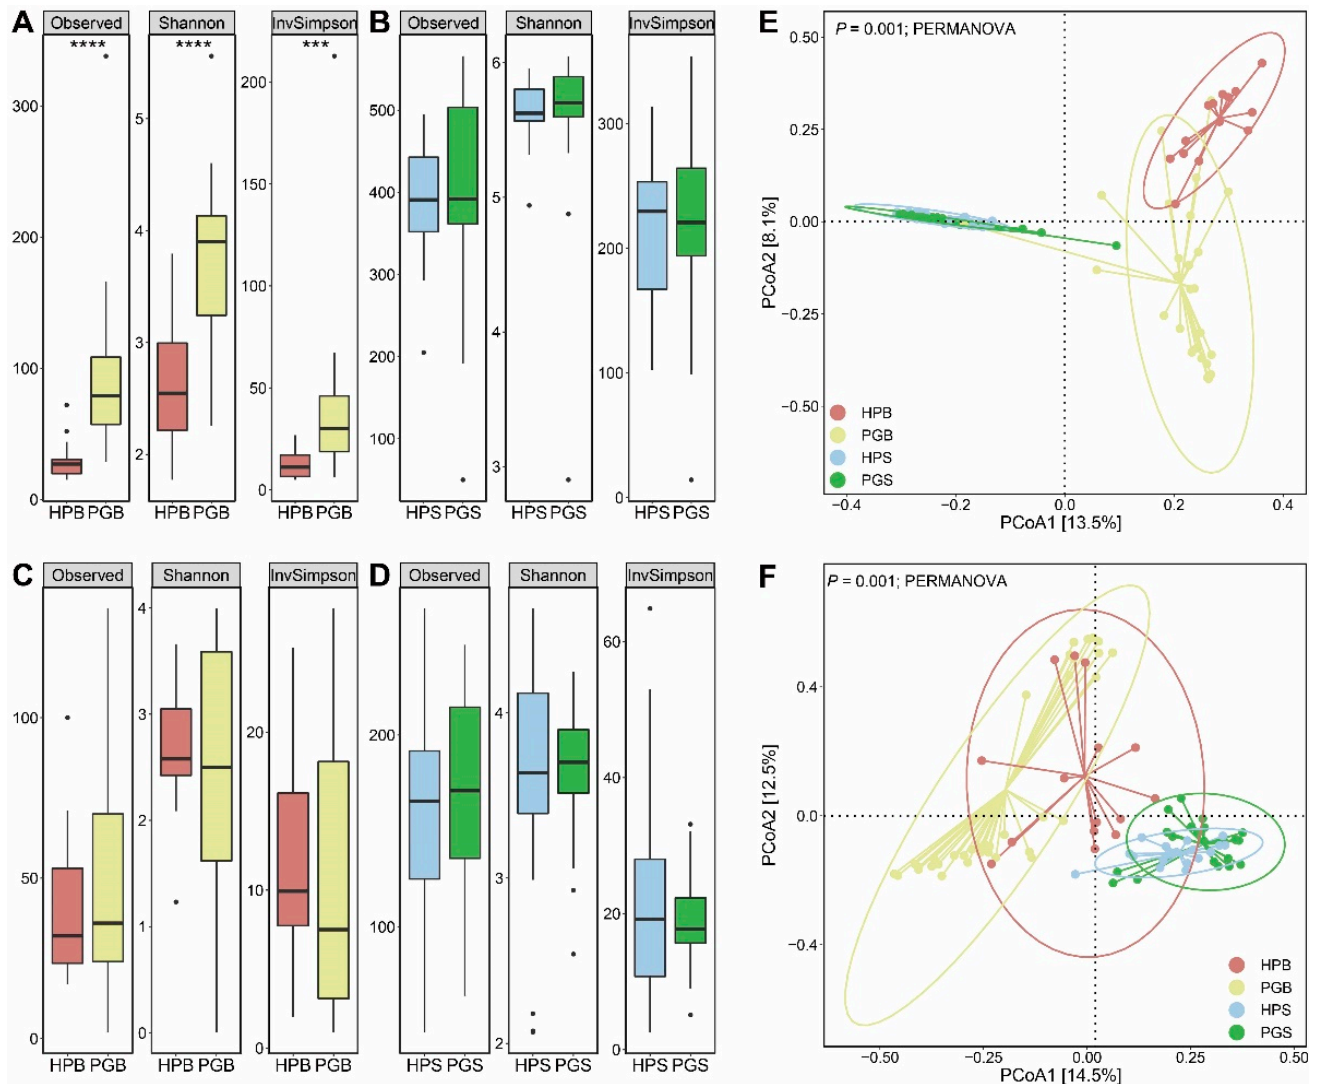 A
Observed
Shannon
InvSimpson
****
****
***
300
200
100
0
5
4
3
2
200
150
100
50
0
HPB PGB
HPB PGB
HPB PGB
B
Observed
Shannon
InvSimpson
500
400
300
200
100
6
5
4
3
300
200
100
0
HPS PGS
HPS PGS
HPS PGS
E
P = 0.001; PERMANOVA
PCoA2 [8.1%]
0.50
0.25
0.00
−0.25
−0.50
HPB
PGB
HPS
PGS
−0.4
−0.2
0.0
0.2
0.4
PCoA1 [13.5%]
C
Observed
Shannon
InvSimpson
100
50
0
4
3
2
1
0
20
10
0
HPB PGB
HPB PGB
HPB PGB
D
Observed
Shannon
InvSimpson
200
100
4
3
2
60
40
20
0
HPS PGS
HPS PGS
HPS PGS
F
P = 0.001; PERMANOVA
PCoA2 [12.5%]
0.4
0.0
−0.4
HPB
PGB
HPS
PGS
−0.50
−0.25
0.00
0.25
0.50
PCoA1 [14.5%]